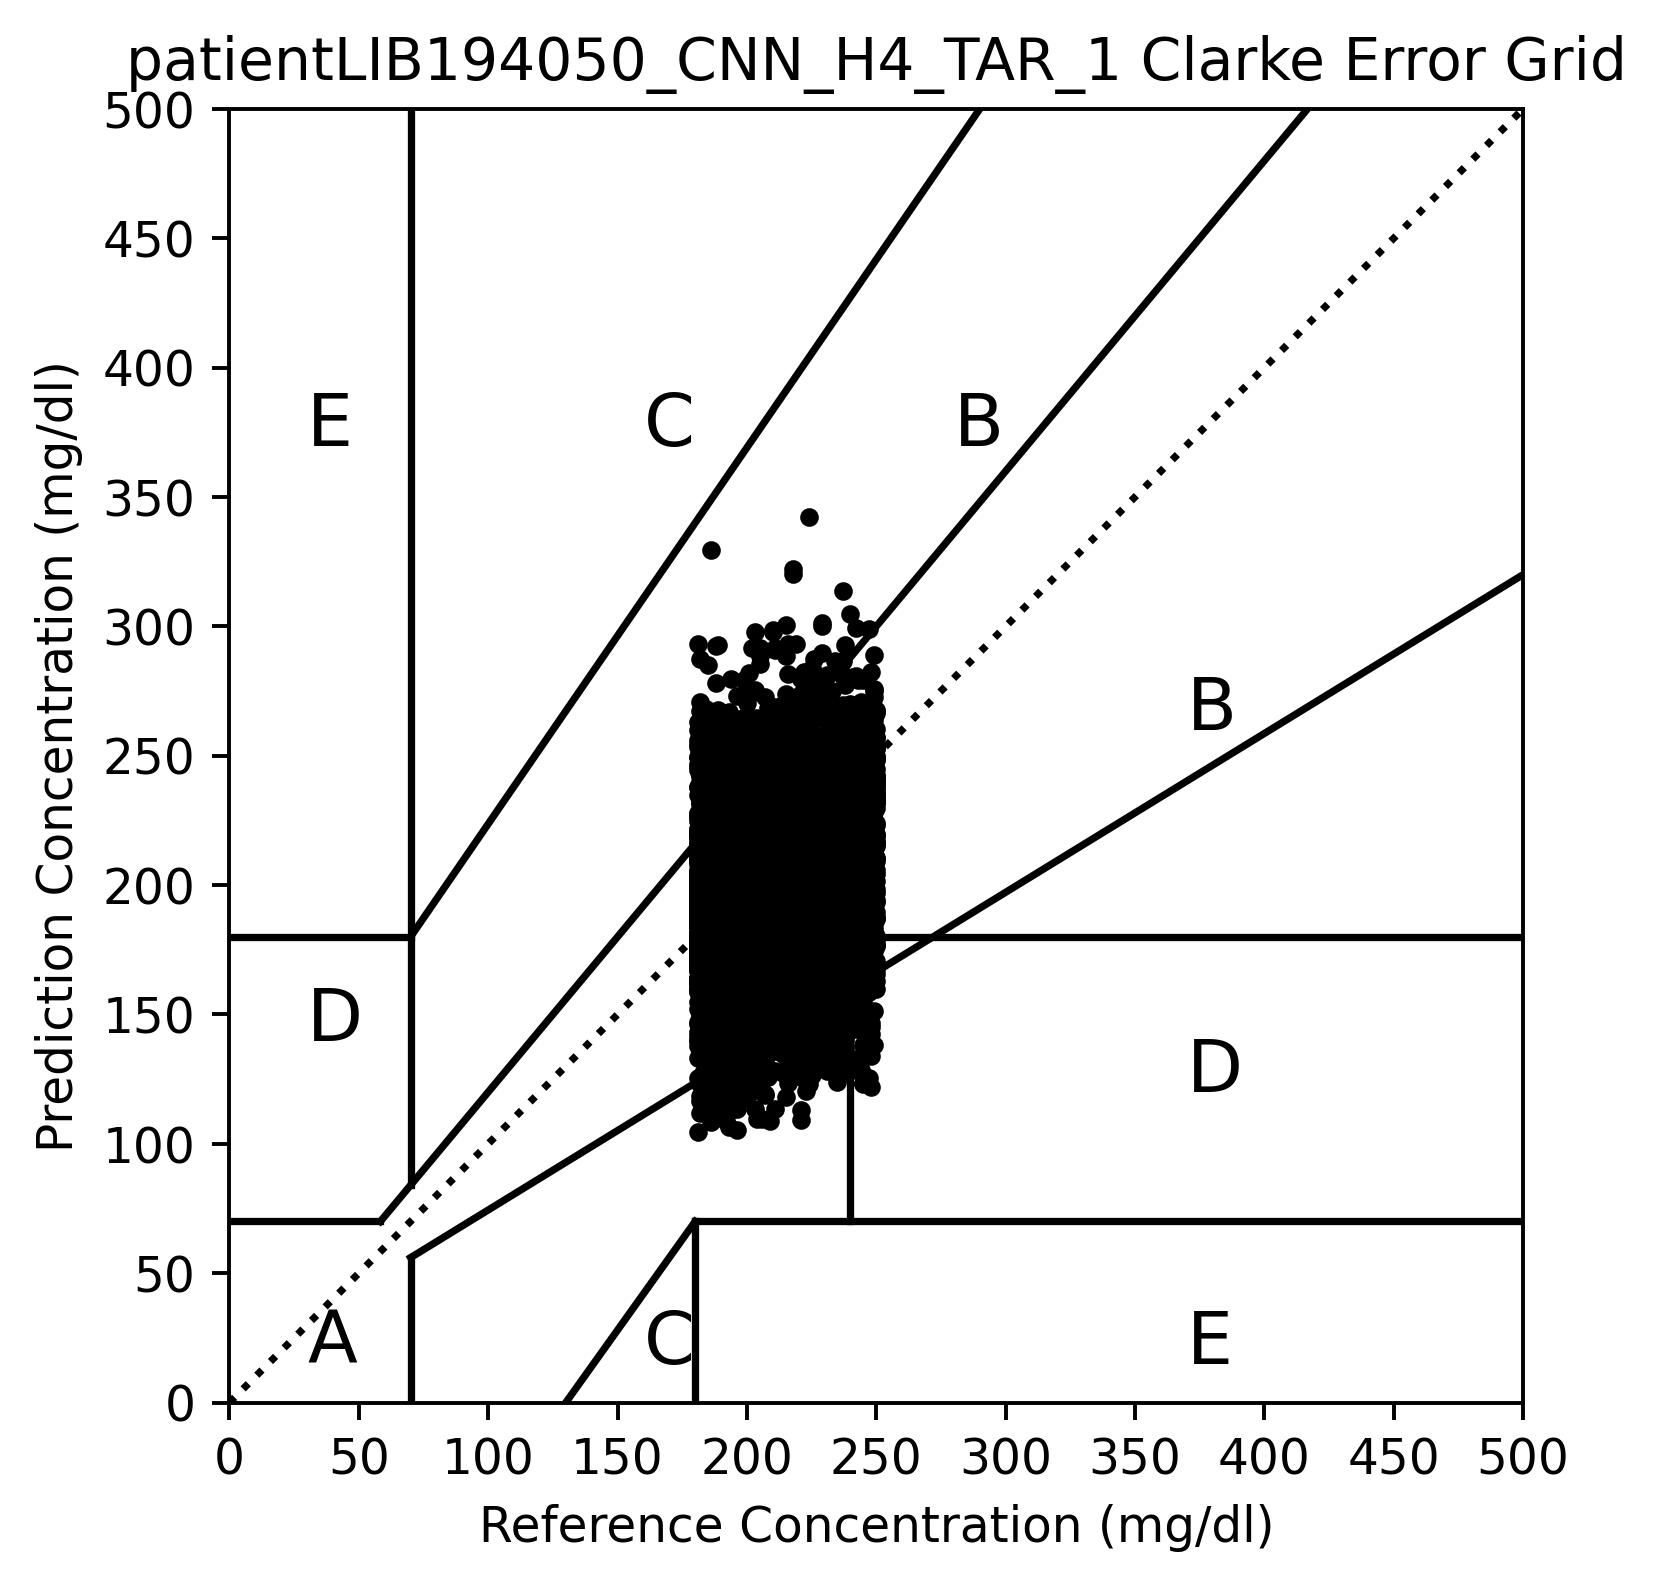 patientLIB194050_CNN_H4_TAR_1 Clarke Error Grid
500
450
400
350
300
250
200
150
100
50
0
Prediction Concentration (mg/dl)
E
C
B
B
D
D
A
C
E
0 50 100 150 200 250 300 350 400 450 500
Reference Concentration (mg/dl)